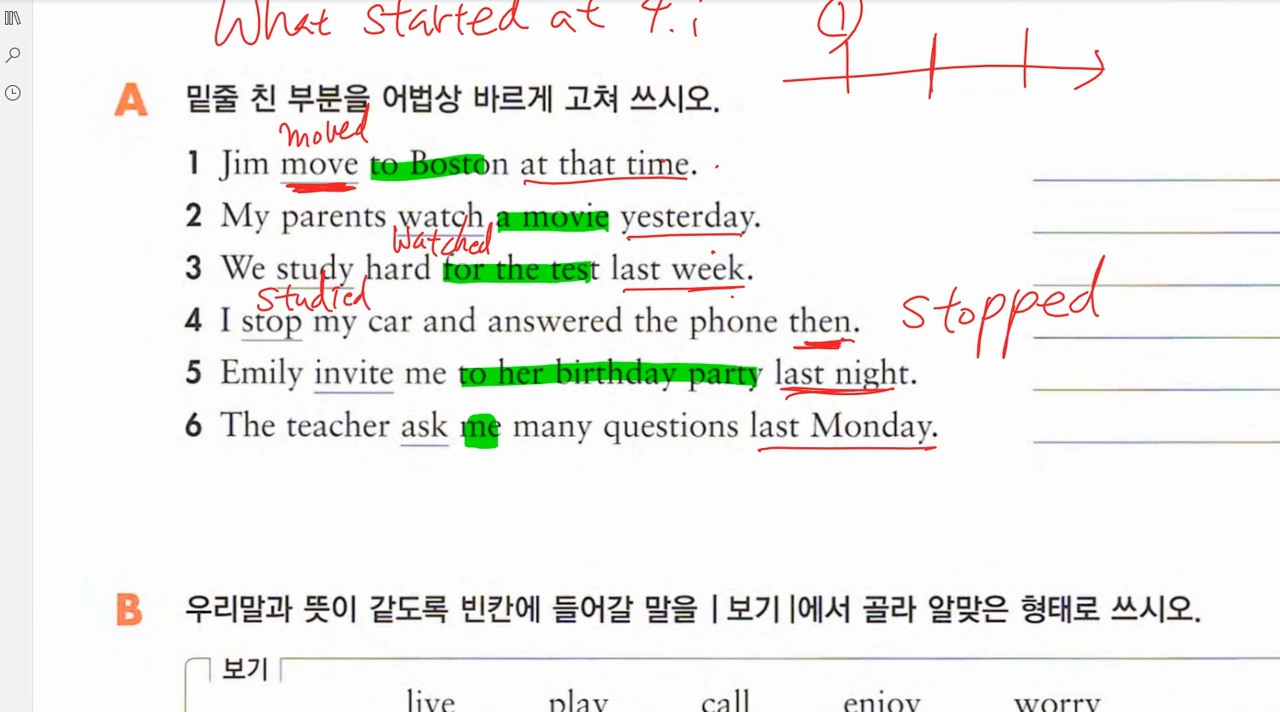 What started at 4.
①
A 밑줄 친 부분을 어법상 바르게 고쳐 쓰시오.
moved
1 Jim move to Boston at that time.
2 My parents watch a movie yesterday.
watched
3 We study hard for the test last week.
studied
4 I stop my car and answered the phone then.
stopped
5 Emily invite me to her birthday party last night.
6 The teacher ask me many questions last Monday.
B 우리말과 뜻이 같도록 빈칸에 들어갈 말을 |보기|에서 골라 알맞은 형태로 쓰시오.
보기
live play call enjoy worry